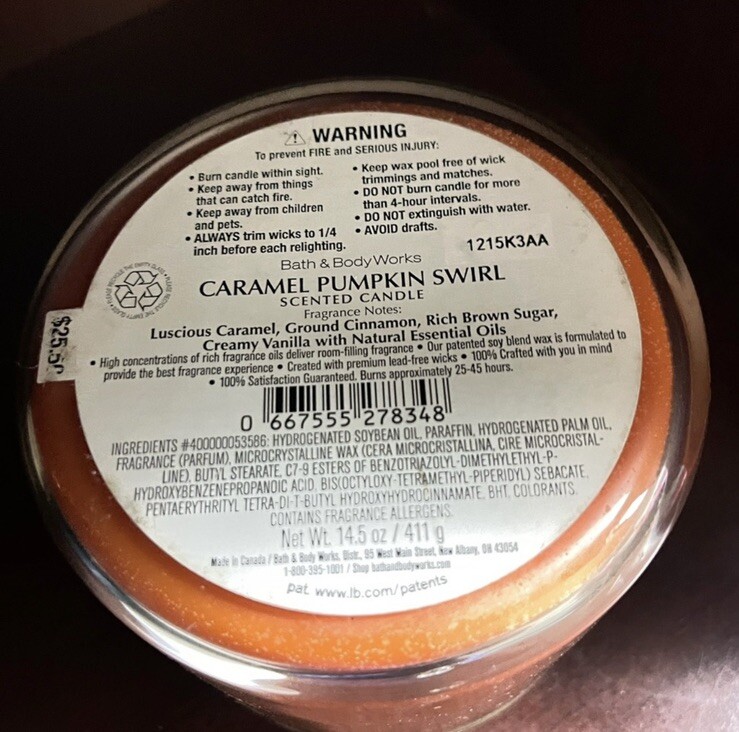 WARNING
To prevent FIRE and SERIOUS INJURY:
• Burn candle within sight.
• Keep away from things
that can catch fire.
• Keep away from children
and pets.
• ALWAYS trim wicks to 1/4
inch before each relighting.
• Keep wax pool free of wick
trimmings and matches.
• DO NOT burn candle for more
than 4-hour intervals.
• DO NOT extinguish with water.
• AVOID drafts.
1215K3AA
Bath & Body Works
CARAMEL PUMPKIN SWIRL
SCENTED CANDLE
Fragrance Notes:
Luscious Caramel, Ground Cinnamon, Rich Brown Sugar,
Creamy Vanilla with Natural Essential Oils
• High concentrations of rich fragrance oils deliver room-filling fragrance • Our patented soy blend wax is formulated to
provide the best fragrance experience • Created with premium lead-free wicks • 100% Crafted with you in mind
• 100% Satisfaction Guaranteed. Burns approximately 25-45 hours.
0 667555 278348
INGREDIENTS #400000053586: HYDROGENATED SOYBEAN OIL, PARAFFIN, HYDROGENATED PALM OIL,
FRAGRANCE (PARFUM), MICROCRYSTALLINE WAX (CERA MICROCRISTALLINA, CIRE MICROCRISTAL-
LINE), BUTYL STEARATE, C7-9 ESTERS OF BENZOTRIAZOLYL-DIMETHYLETHYL-P-
HYDROXYBENZENEPROPANOIC ACID, BISOCTYLOXY-TETRAMETHYL-PIPERIDYL) SEBACATE,
PENTAERYTHRITYL TETRA-DI-T-BUTYL HYDROXYHYDROCINNAMATE, BHT, COLORANTS.
CONTAINS FRAGRANCE ALLERGENS.
Net Wt. 14.5 oz / 411 g
Made in Canada / Bath & Body Works, Distr., 95 West Main Street, New Albany, OH 43054
1-800-395-1001 / Shop bathandbodyworks.com
pat. www.lb.com/patents